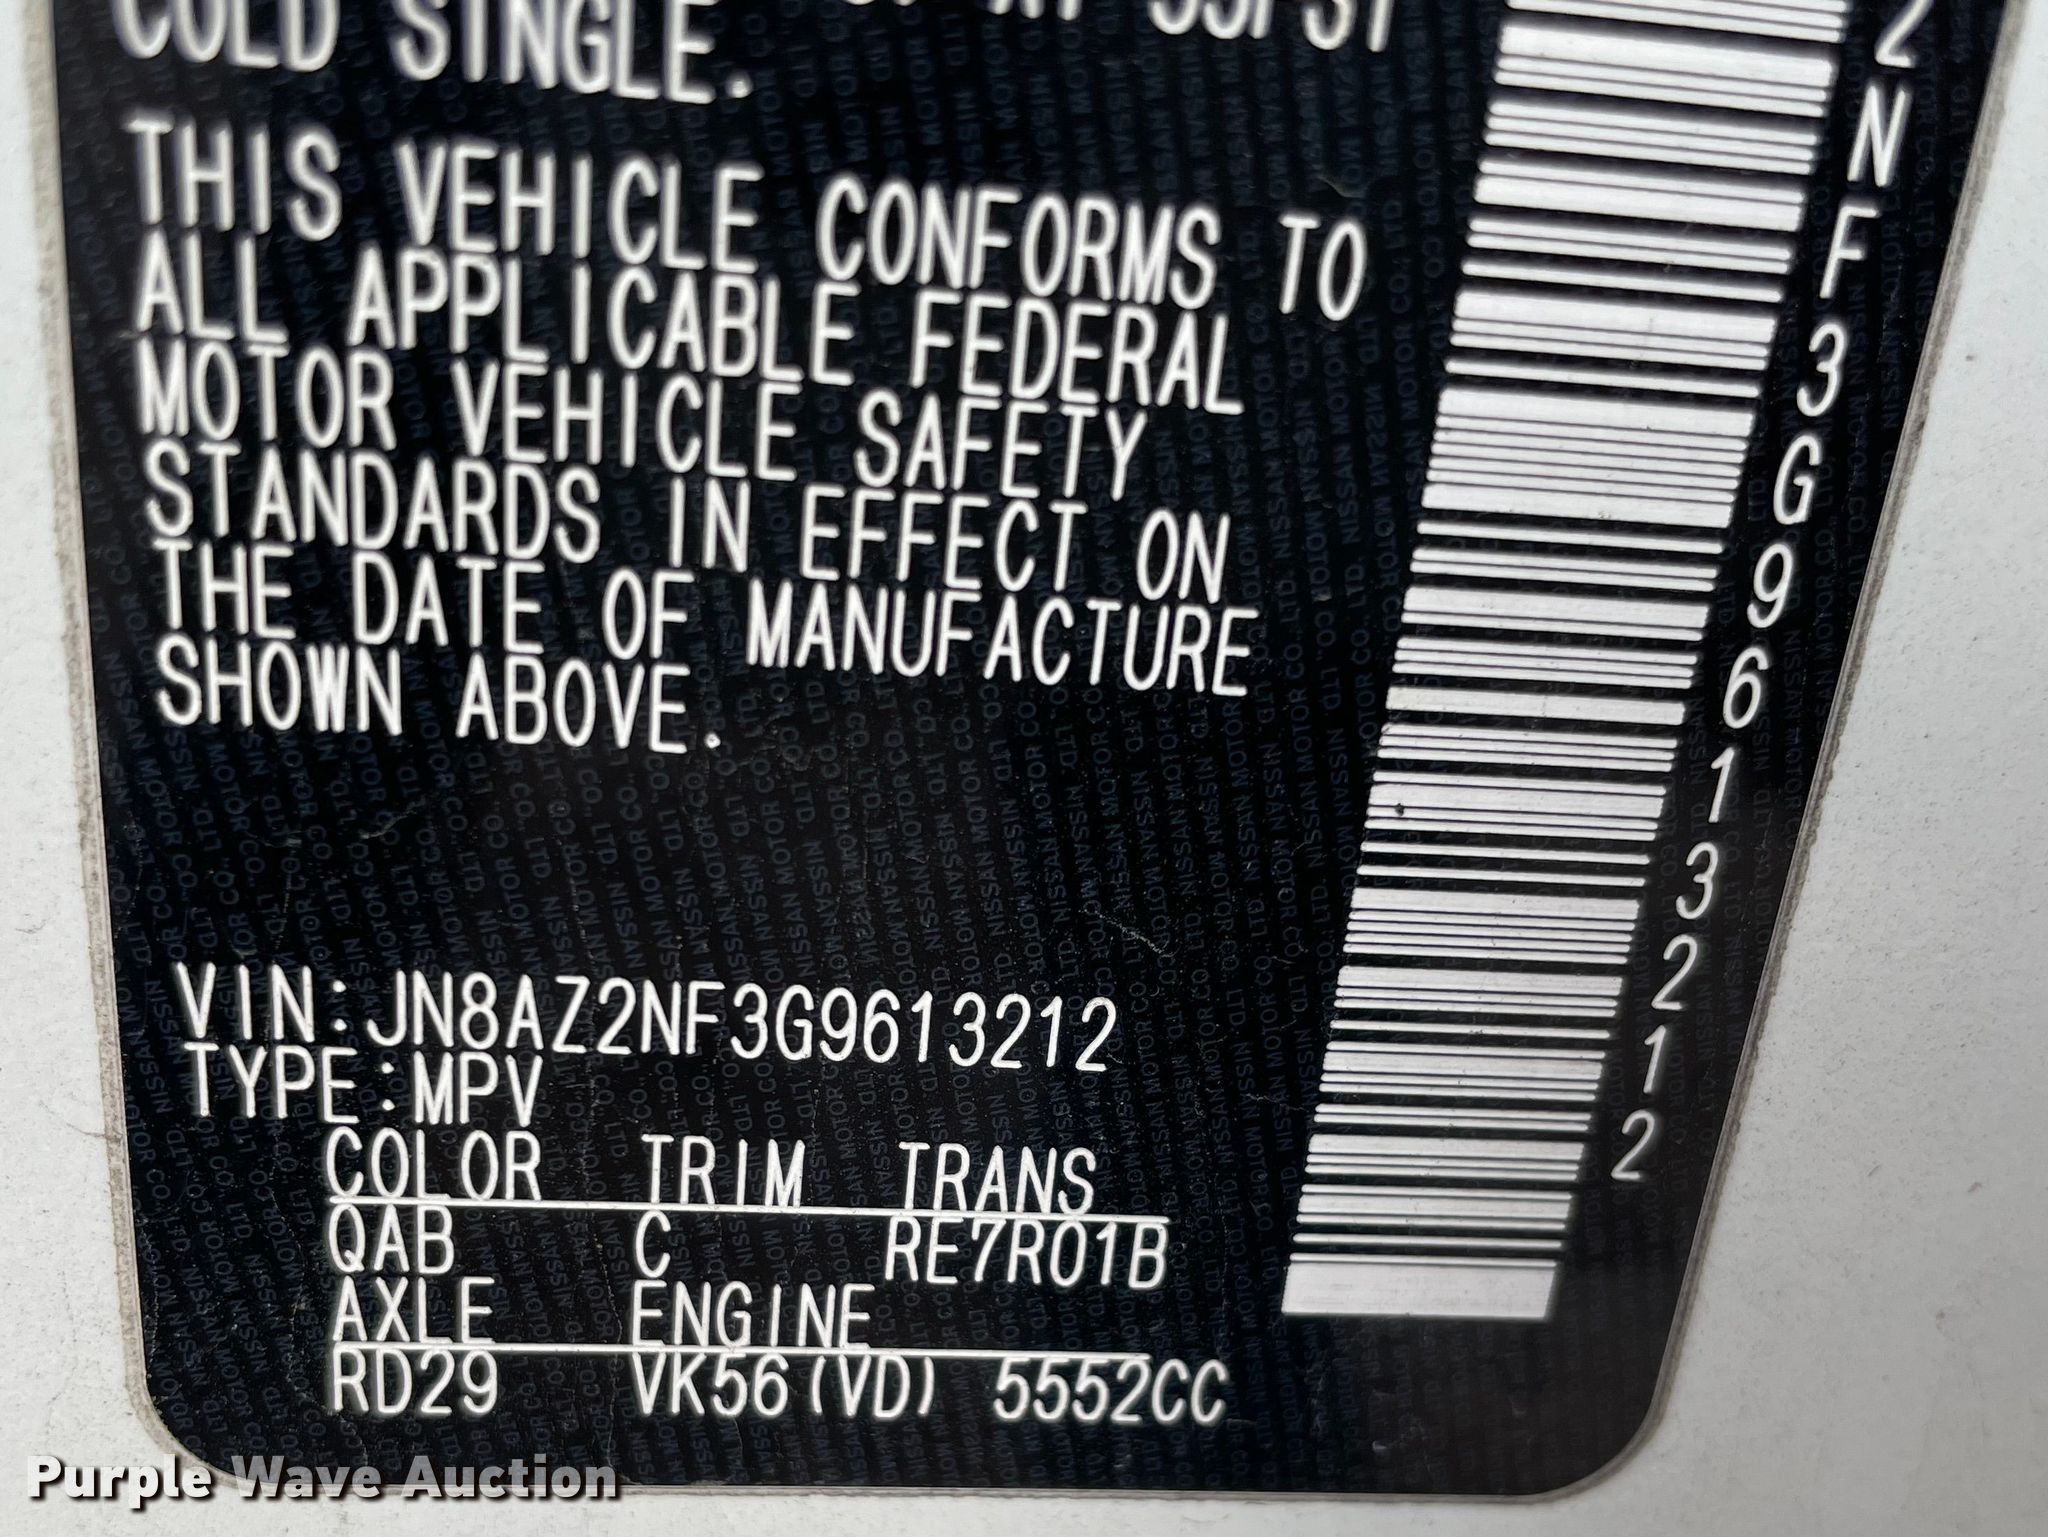 COLD SINGLE.
THIS VEHICLE CONFORMS TO
ALL APPLICABLE FEDERAL
MOTOR VEHICLE SAFETY
STANDARDS IN EFFECT ON
THE DATE OF MANUFACTURE
SHOWN ABOVE.
VIN:JN8AZ2NF3G9613212
TYPE:MPV
COLOR TRIM TRANS
QAB C RE7R01B
AXLE ENGINE
RD29 VK56(VD) 5552CC
2NF3G9613212
Purple Wave Auction